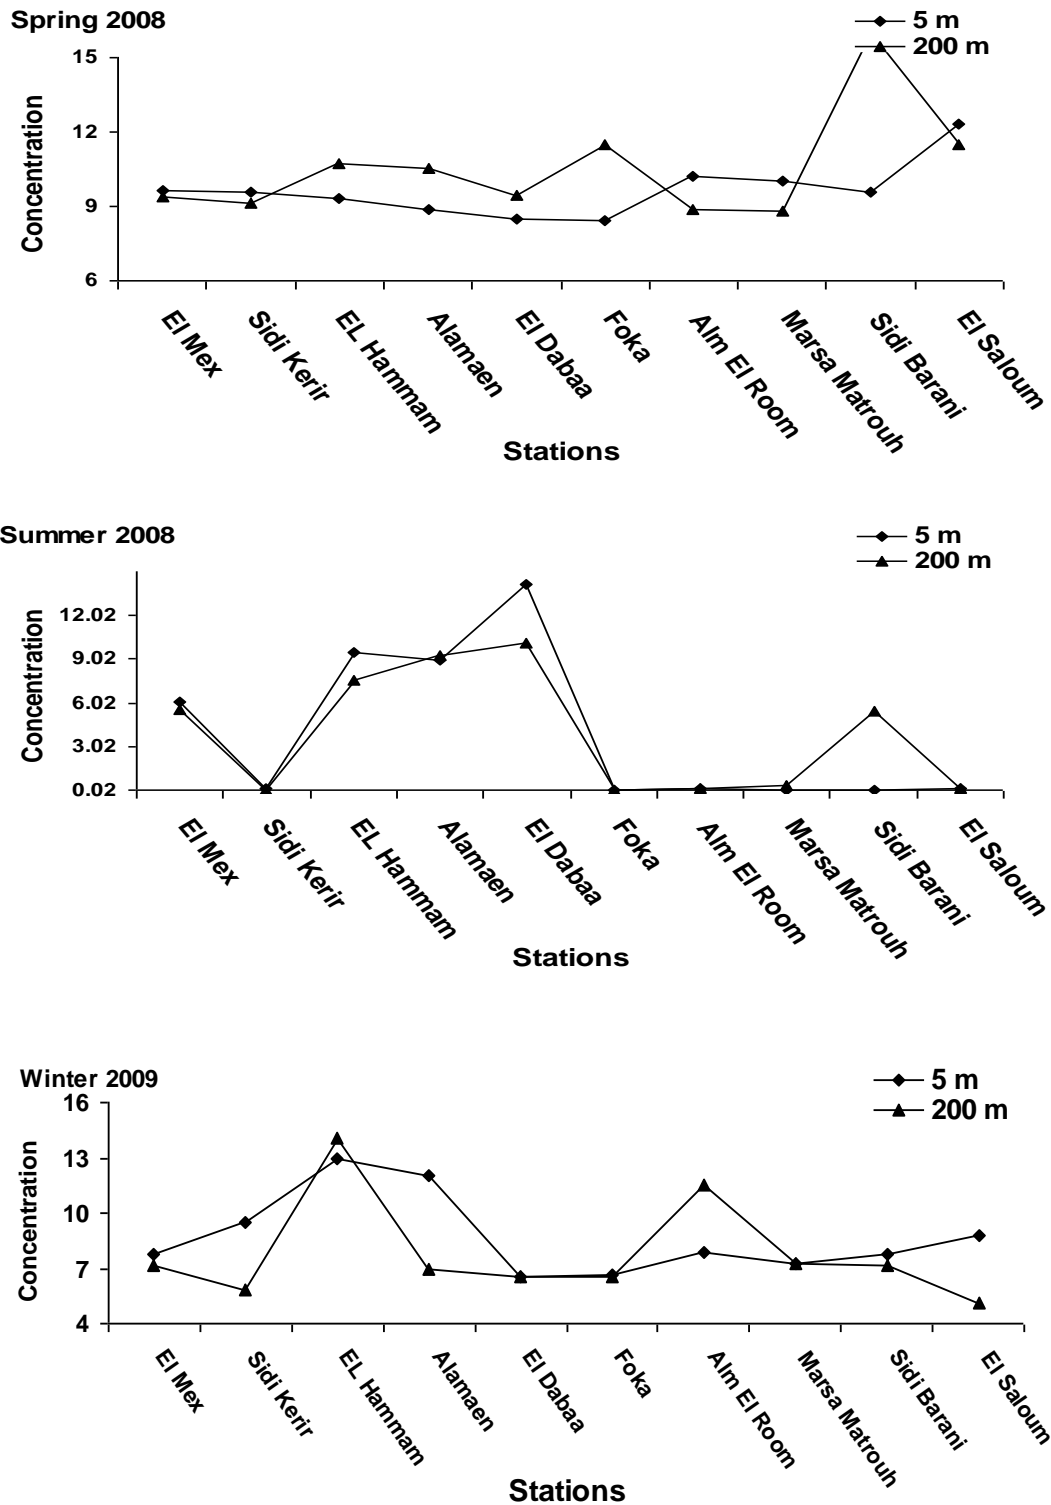 Spring 2008
5 m
200 m
15
12
9
6
Concentration
El Mex
Sidi Kerir
EL Hammam
Alamaen
El Dabaa
Foka
Alm El Room
Marsa Matrouh
Sidi Barani
El Saloum
Stations
Summer 2008
5 m
200 m
12.02
9.02
6.02
3.02
0.02
Concentration
El Mex
Sidi Kerir
EL Hammam
Alamaen
El Dabaa
Foka
Alm El Room
Marsa Matrouh
Sidi Barani
El Saloum
Stations
Winter 2009
5 m
200 m
16
13
10
7
4
Concentration
El Mex
Sidi Kerir
EL Hammam
Alamaen
El Dabaa
Foka
Alm El Room
Marsa Matrouh
Sidi Barani
El Saloum
Stations